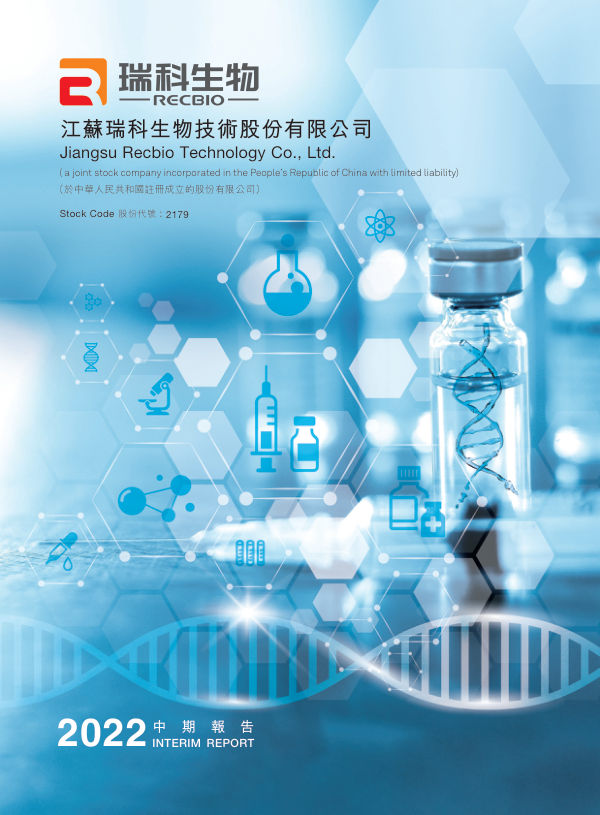 瑞科生物
RECBIO
江蘇瑞科生物技術股份有限公司
Jiangsu Recbio Technology Co., Ltd.
(a joint stock company incorporated in the People's Republic of China with limited liability)
(於中華人民共和國註冊成立的股份有限公司)
Stock Code 股份代號：2179
2022 中期報告
INTERIM REPORT